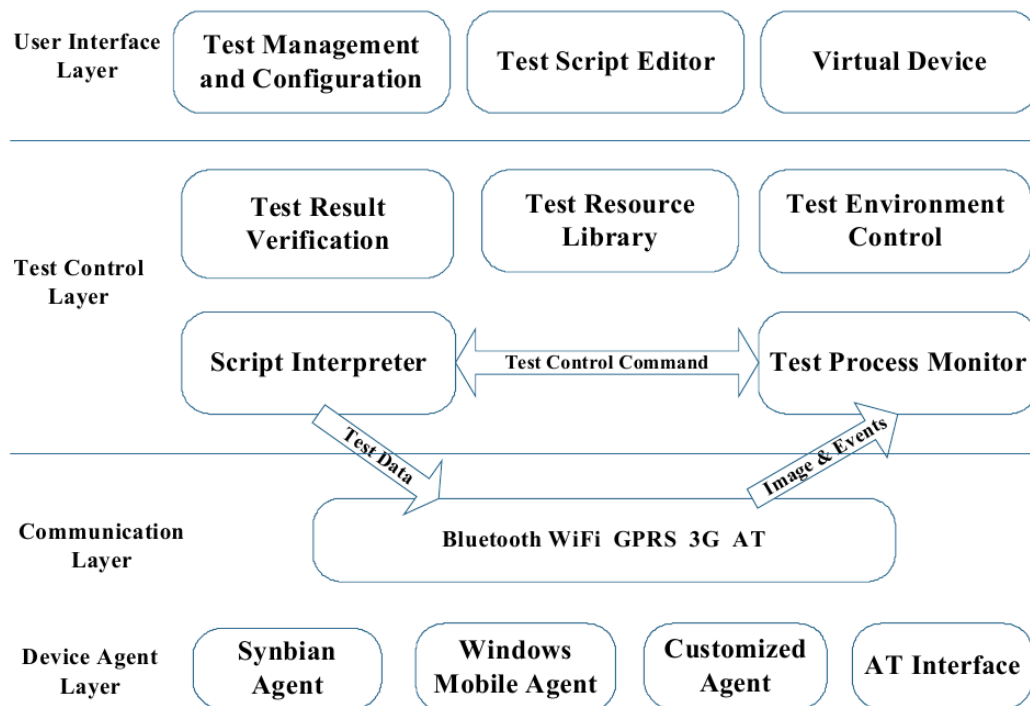 User Interface
Layer
Test Management
and Configuration
Test Script Editor
Virtual Device
Test Control
Layer
Test Result
Verification
Test Resource
Library
Test Environment
Control
Script Interpreter
Test Control Command
Test Process Monitor
Test Data
Image & Events
Communication
Layer
Bluetooth WiFi GPRS 3G AT
Device Agent
Layer
Synbian
Agent
Windows
Mobile Agent
Customized
Agent
AT Interface